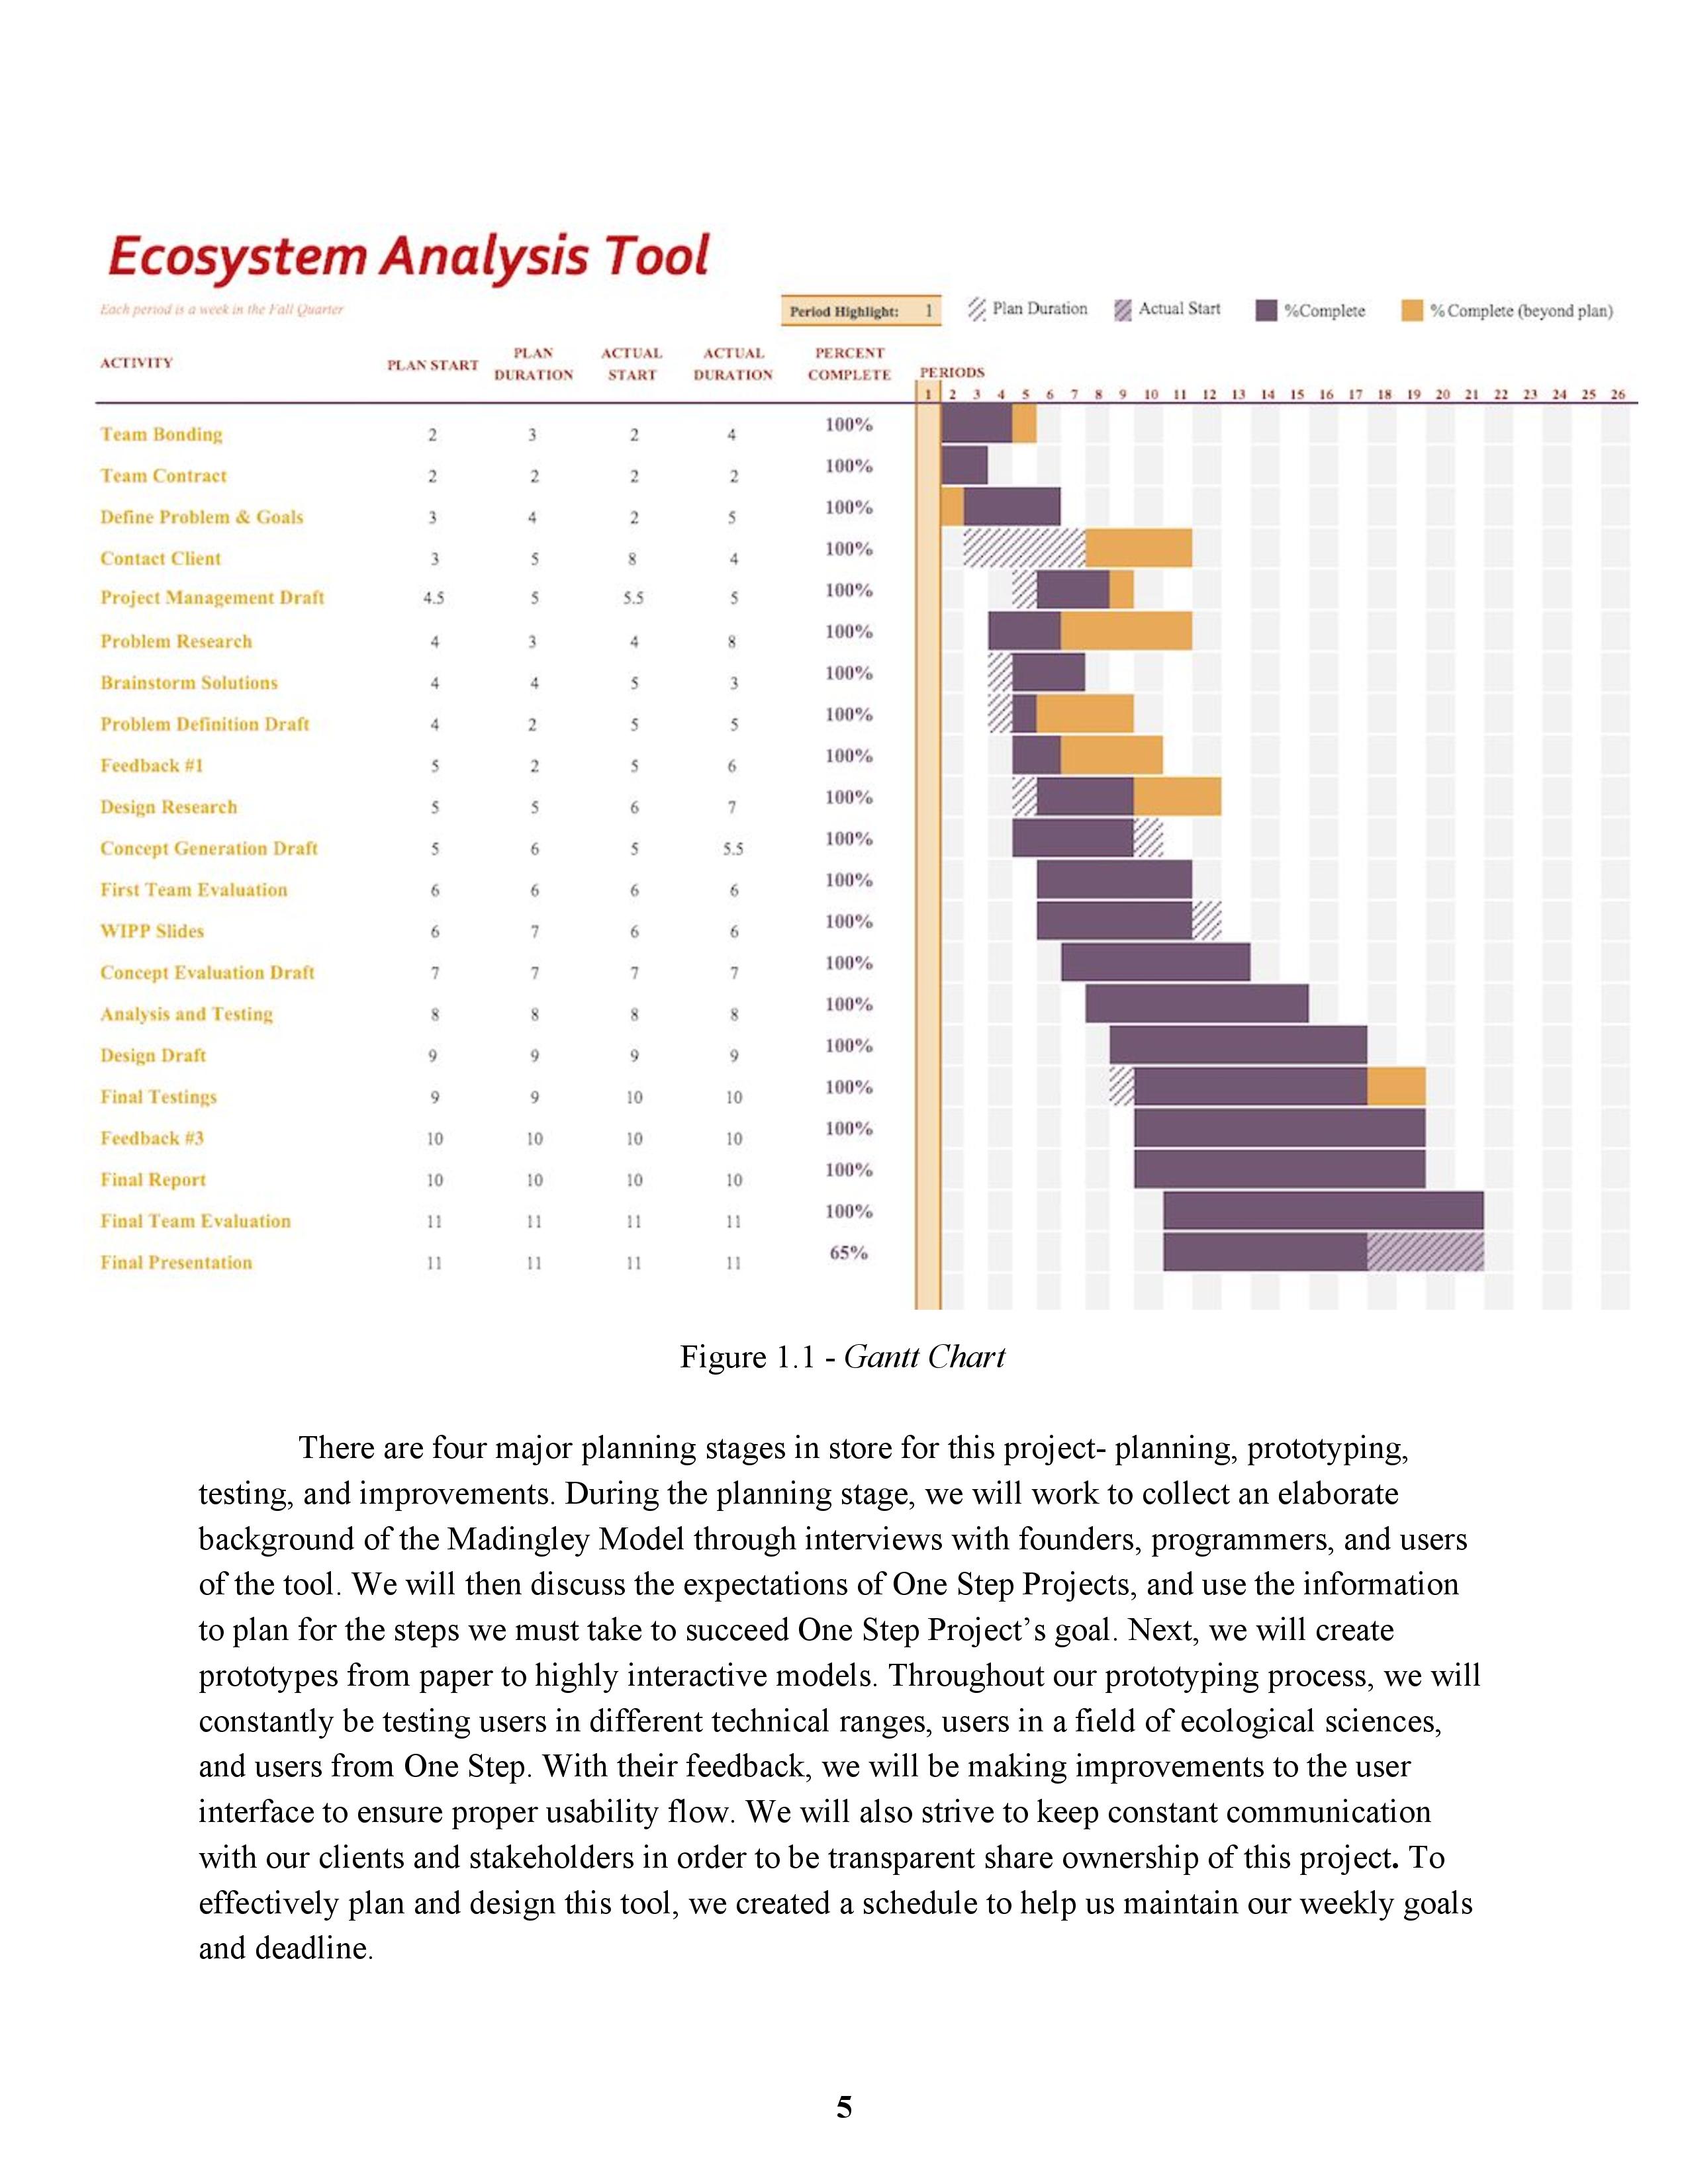 Ecosystem Analysis Tool
Each period is a week in the Fall Quarter
Period Highlight: 1 Plan Duration Actual Start %Complete % Complete (beyond plan)
ACTIVITY PLAN START PLAN DURATION ACTUAL START ACTUAL DURATION PERCENT COMPLETE PERIODS
1 2 3 4 5 6 7 8 9 10 11 12 13 14 15 16 17 18 19 20 21 22 23 24 25 26
Team Bonding 2 3 2 4 100%
Team Contract 2 2 2 2 100%
Define Problem & Goals 3 4 2 5 100%
Contact Client 3 5 8 4 100%
Project Management Draft 4.5 5 5.5 5 100%
Problem Research 4 3 4 8 100%
Brainstorm Solutions 4 4 5 3 100%
Problem Definition Draft 4 2 5 5 100%
Feedback #1 5 2 5 6 100%
Design Research 5 5 6 7 100%
Concept Generation Draft 5 6 5 5.5 100%
First Team Evaluation 6 6 6 6 100%
WIPP Slides 6 7 6 6 100%
Concept Evaluation Draft 7 7 7 7 100%
Analysis and Testing 8 8 8 8 100%
Design Draft 9 9 9 9 100%
Final Testings 9 9 10 10 100%
Feedback #3 10 10 10 10 100%
Final Report 10 10 10 10 100%
Final Team Evaluation 11 11 11 11 100%
Final Presentation 11 11 11 11 65%
Figure 1.1 - Gantt Chart
There are four major planning stages in store for this project- planning, prototyping,
testing, and improvements. During the planning stage, we will work to collect an elaborate
background of the Madingley Model through interviews with founders, programmers, and users
of the tool. We will then discuss the expectations of One Step Projects, and use the information
to plan for the steps we must take to succeed One Step Project’s goal. Next, we will create
prototypes from paper to highly interactive models. Throughout our prototyping process, we will
constantly be testing users in different technical ranges, users in a field of ecological sciences,
and users from One Step. With their feedback, we will be making improvements to the user
interface to ensure proper usability flow. We will also strive to keep constant communication
with our clients and stakeholders in order to be transparent share ownership of this project. To
effectively plan and design this tool, we created a schedule to help us maintain our weekly goals
and deadline.
5